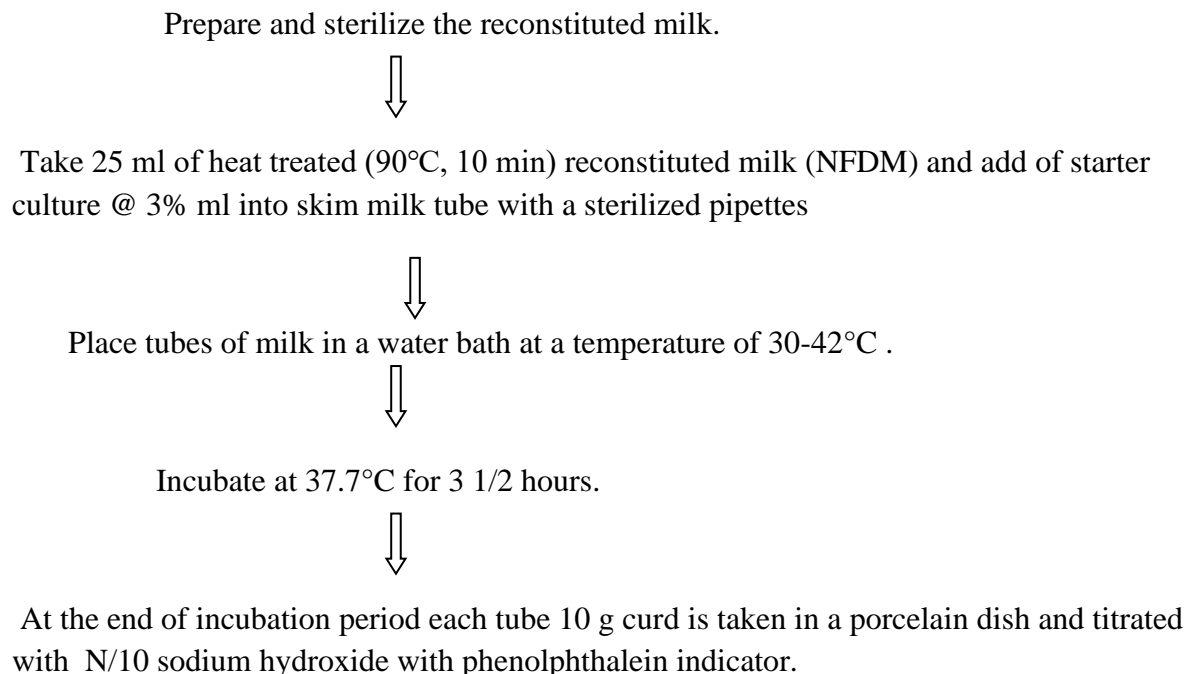 Prepare and sterilize the reconstituted milk.
Take 25 ml of heat treated (90°C, 10 min) reconstituted milk (NFDM) and add of starter
culture @ 3% ml into skim milk tube with a sterilized pipettes
Place tubes of milk in a water bath at a temperature of 30-42°C .
Incubate at 37.7°C for 3 1/2 hours.
At the end of incubation period each tube 10 g curd is taken in a porcelain dish and titrated
with N/10 sodium hydroxide with phenolphthalein indicator.